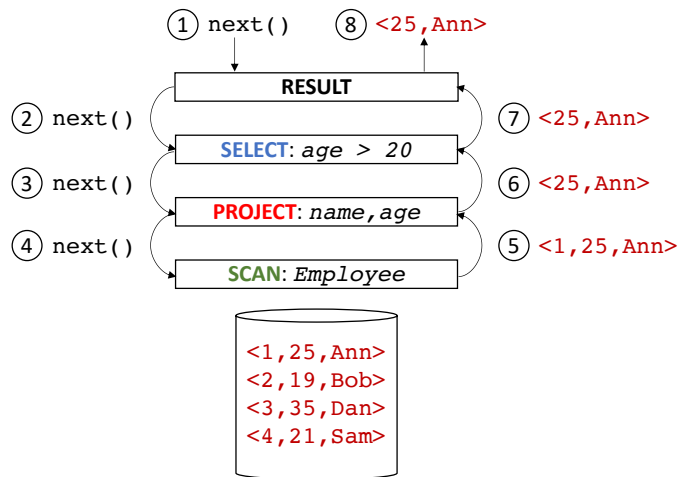 1 next() 8 <25,Ann>
RESULT
2 next() 7 <25,Ann>
SELECT: age > 20
3 next() 6 <25,Ann>
PROJECT: name,age
4 next() 5 <1,25,Ann>
SCAN: Employee
<1,25,Ann>
<2,19,Bob>
<3,35,Dan>
<4,21,Sam>